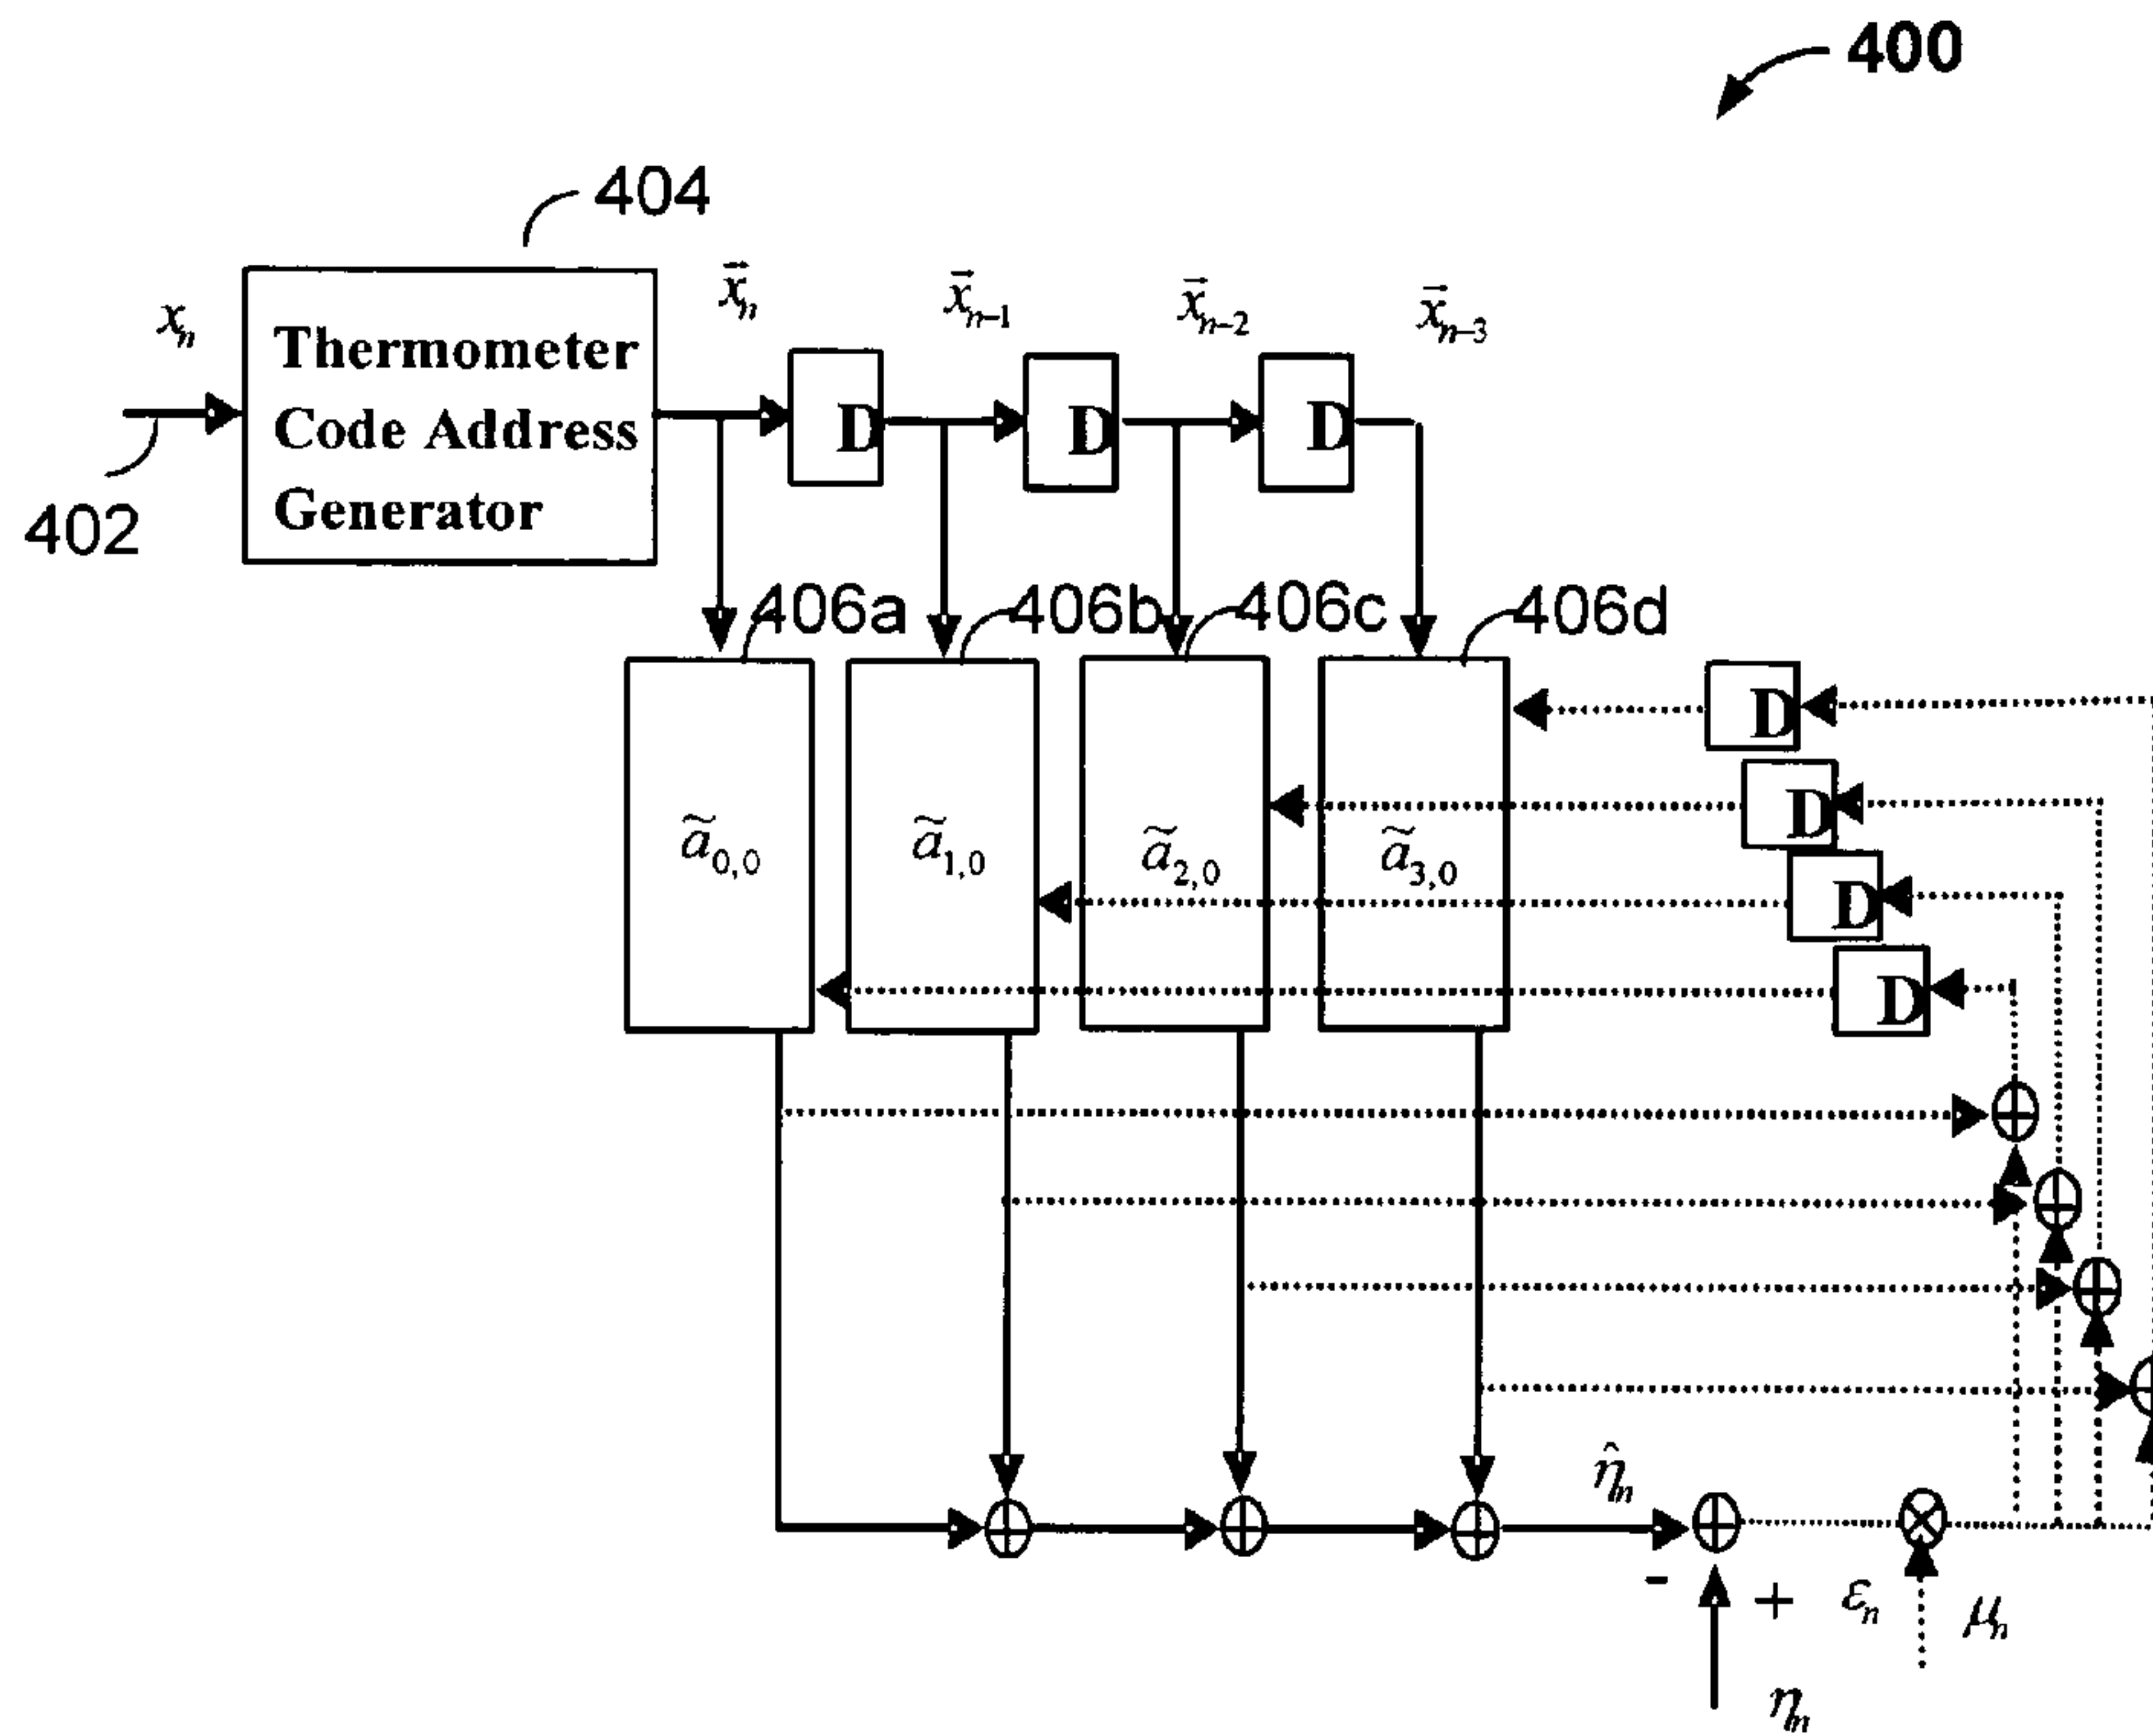 400
404
x_n
Thermometer
Code Address
Generator
x⃗_n
x⃗_{n-1}
x⃗_{n-2}
x⃗_{n-3}
D
D
D
402
406a
406b
406c
406d
D
D
D
D
ã_{0,0}
ã_{1,0}
ã_{2,0}
ã_{3,0}
η̂_n
-
+
ε_n
μ_n
η_n